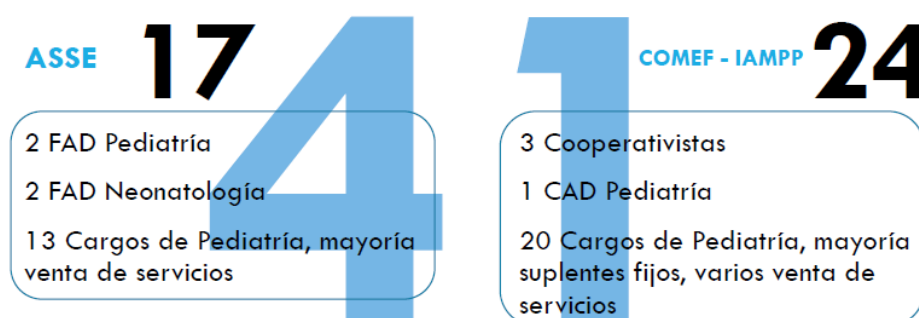 ASSE 17
41
COMEF - IAMPP 24
2 FAD Pediatría
2 FAD Neonatología
13 Cargos de Pediatría, mayoría
venta de servicios
3 Cooperativistas
1 CAD Pediatría
20 Cargos de Pediatría, mayoría
suplentes fijos, varios venta de
servicios